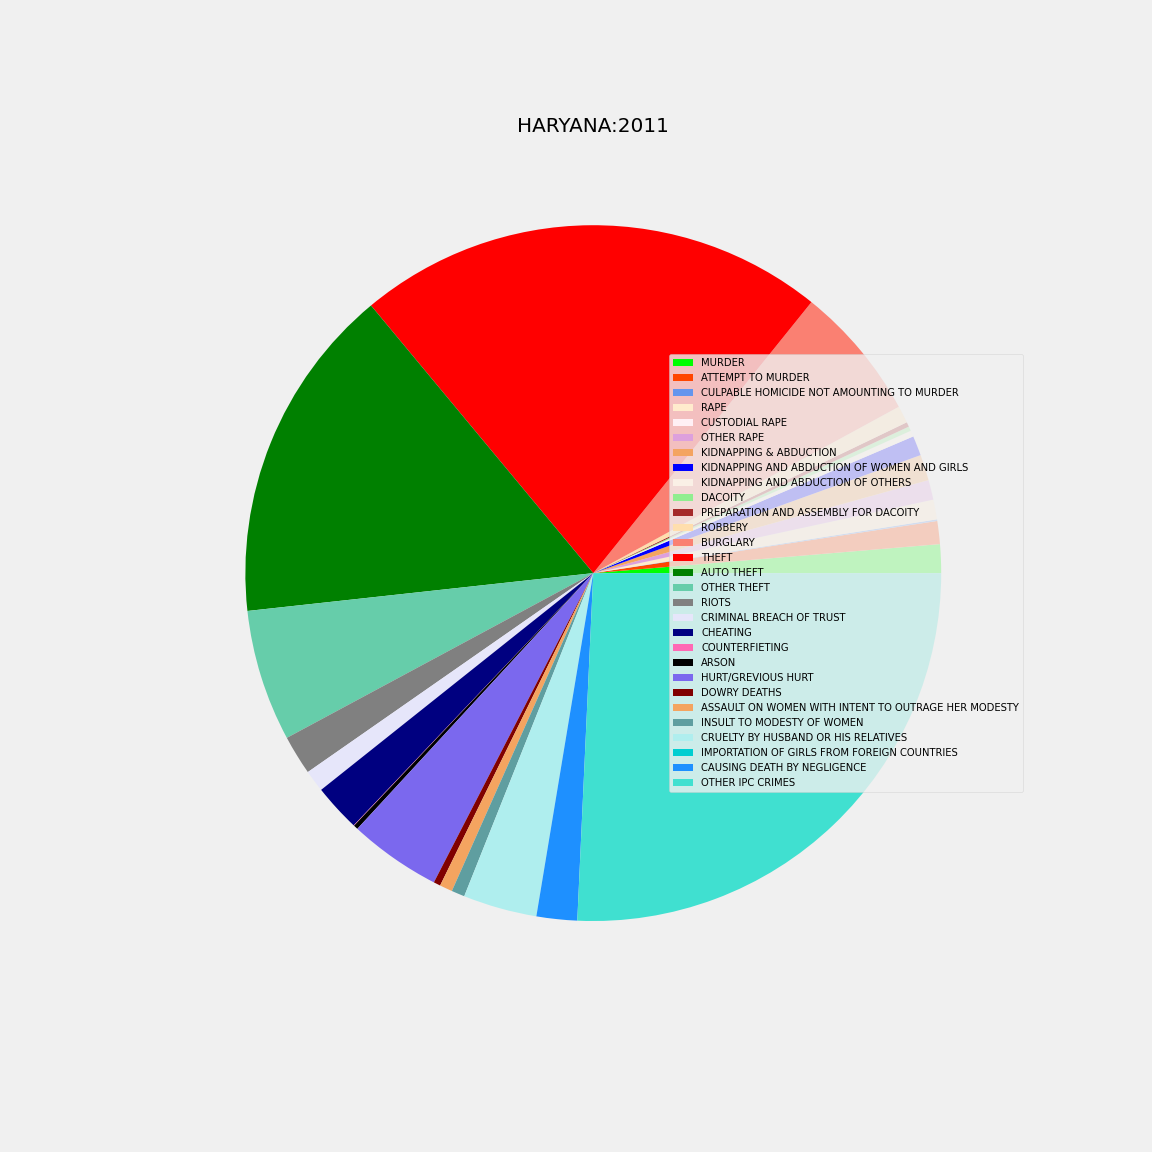 HARYANA:2011
MURDER
ATTEMPT TO MURDER
CULPABLE HOMICIDE NOT AMOUNTING TO MURDER
RAPE
CUSTODIAL RAPE
OTHER RAPE
KIDNAPPING & ABDUCTION
KIDNAPPING AND ABDUCTION OF WOMEN AND GIRLS
KIDNAPPING AND ABDUCTION OF OTHERS
DACOITY
PREPARATION AND ASSEMBLY FOR DACOITY
ROBBERY
BURGLARY
THEFT
AUTO THEFT
OTHER THEFT
RIOTS
CRIMINAL BREACH OF TRUST
CHEATING
COUNTERFIETING
ARSON
HURT/GREVIOUS HURT
DOWRY DEATHS
ASSAULT ON WOMEN WITH INTENT TO OUTRAGE HER MODESTY
INSULT TO MODESTY OF WOMEN
CRUELTY BY HUSBAND OR HIS RELATIVES
IMPORTATION OF GIRLS FROM FOREIGN COUNTRIES
CAUSING DEATH BY NEGLIGENCE
OTHER IPC CRIMES